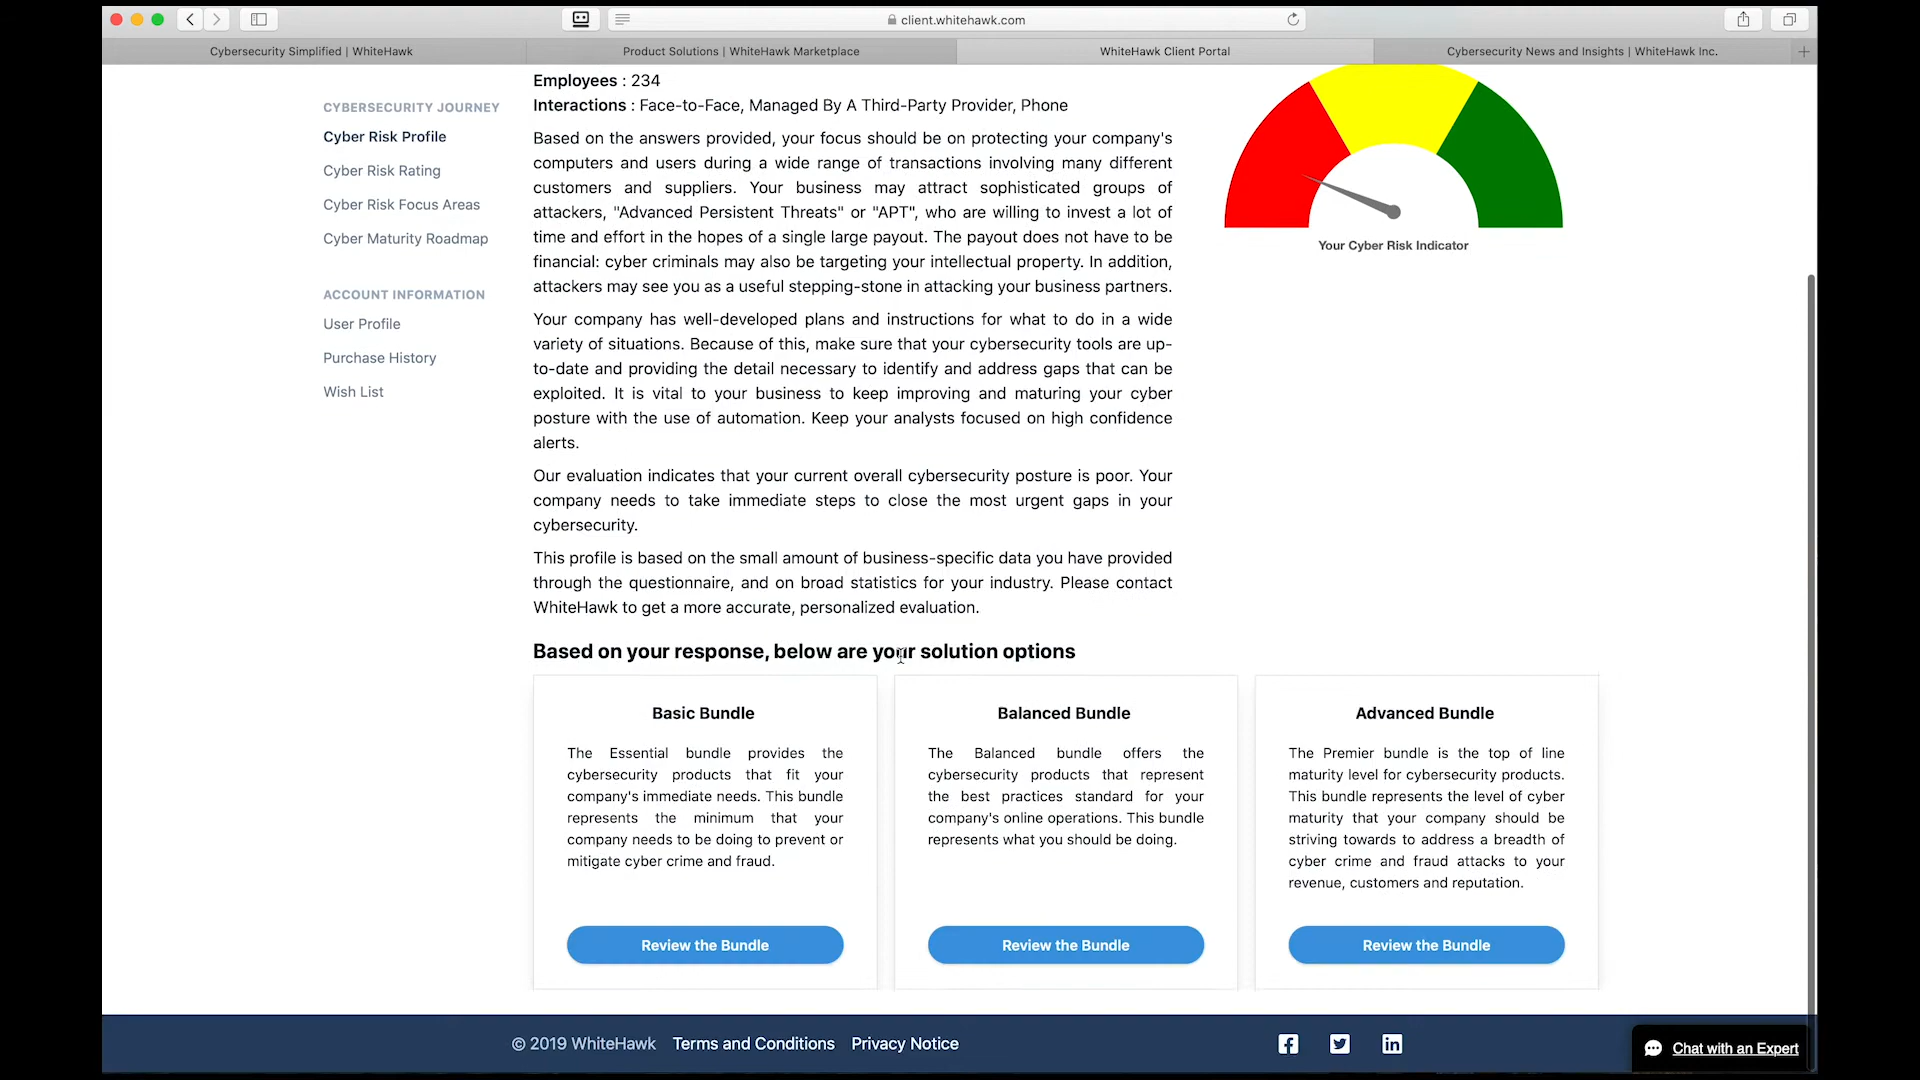 client.whitehawk.com
Cybersecurity Simplified | WhiteHawk
Product Solutions | WhiteHawk Marketplace
WhiteHawk Client Portal
Cybersecurity News and Insights | WhiteHawk Inc.
CYBERSECURITY JOURNEY
Cyber Risk Profile
Cyber Risk Rating
Cyber Risk Focus Areas
Cyber Maturity Roadmap
ACCOUNT INFORMATION
User Profile
Purchase History
Wish List
Employees : 234
Interactions : Face-to-Face, Managed By A Third-Party Provider, Phone
Based on the answers provided, your focus should be on protecting your company's
computers and users during a wide range of transactions involving many different
customers and suppliers. Your business may attract sophisticated groups of
attackers, "Advanced Persistent Threats" or "APT", who are willing to invest a lot of
time and effort in the hopes of a single large payout. The payout does not have to be
financial: cyber criminals may also be targeting your intellectual property. In addition,
attackers may see you as a useful stepping-stone in attacking your business partners.
Your company has well-developed plans and instructions for what to do in a wide
variety of situations. Because of this, make sure that your cybersecurity tools are up-
to-date and providing the detail necessary to identify and address gaps that can be
exploited. It is vital to your business to keep improving and maturing your cyber
posture with the use of automation. Keep your analysts focused on high confidence
alerts.
Our evaluation indicates that your current overall cybersecurity posture is poor. Your
company needs to take immediate steps to close the most urgent gaps in your
cybersecurity.
This profile is based on the small amount of business-specific data you have provided
through the questionnaire, and on broad statistics for your industry. Please contact
WhiteHawk to get a more accurate, personalized evaluation.
Your Cyber Risk Indicator
Based on your response, below are your solution options
Basic Bundle
The Essential bundle provides the
cybersecurity products that fit your
company's immediate needs. This bundle
represents the minimum that your
company needs to be doing to prevent or
mitigate cyber crime and fraud.
Review the Bundle
Balanced Bundle
The Balanced bundle offers the
cybersecurity products that represent
the best practices standard for your
company's online operations. This bundle
represents what you should be doing.
Review the Bundle
Advanced Bundle
The Premier bundle is the top of line
maturity level for cybersecurity products.
This bundle represents the level of cyber
maturity that your company should be
striving towards to address a breadth of
cyber crime and fraud attacks to your
revenue, customers and reputation.
Review the Bundle
© 2019 WhiteHawk Terms and Conditions Privacy Notice
Chat with an Expert